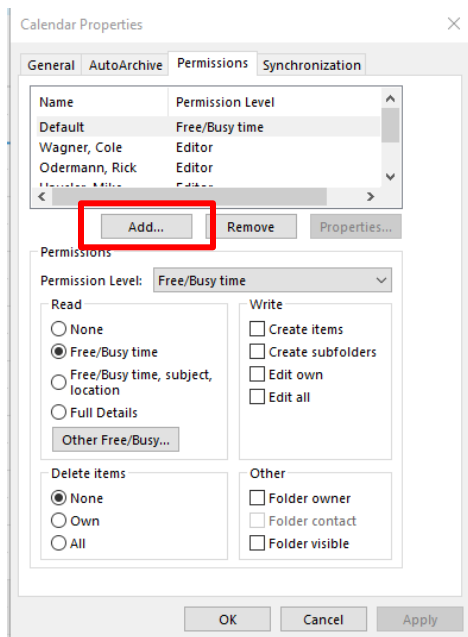 Calendar Properties
General AutoArchive Permissions Synchronization
Name Permission Level
Default Free/Busy time
Wagner, Cole Editor
Odermann, Rick Editor
Add... Remove Properties...
Permissions
Permission Level: Free/Busy time
Read
None
Free/Busy time
Free/Busy time, subject,
location
Full Details
Other Free/Busy...
Write
Create items
Create subfolders
Edit own
Edit all
Delete items
None
Own
All
Other
Folder owner
Folder contact
Folder visible
OK Cancel Apply